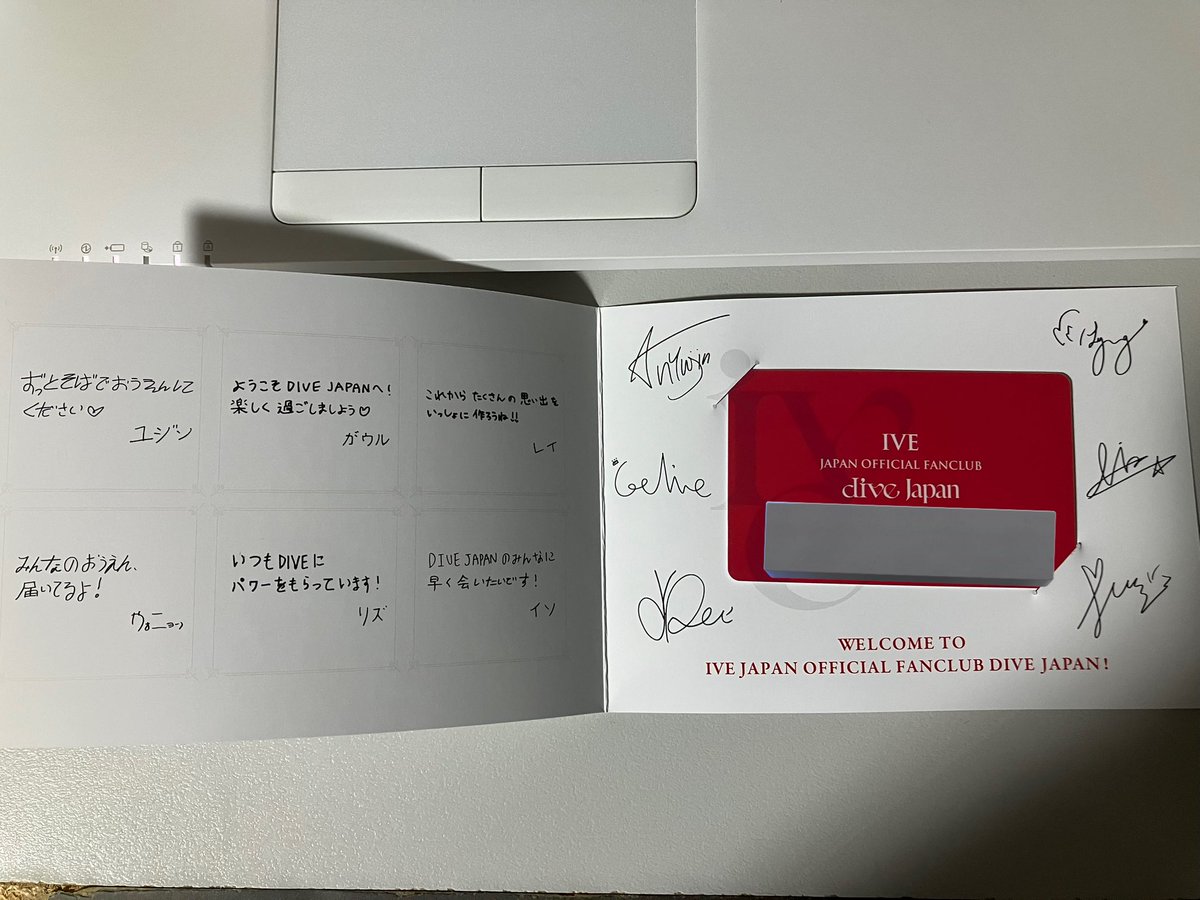 ずっとそばでおうえんして
ください♡
ユジン
ようこそDIVE JAPANへ!
楽しく過ごしましょう♡
ガウル
これから たくさんの思い出を
いっしょに作ろうね!!
レイ
みんなのおうえん、
届いてるよ!
ウォニョン
いつもDIVEに
パワーをもらっています!
リズ
DIVE JAPANのみんなに
早く会いたいです!
イソ
AnYujin
IVE
JAPAN OFFICIAL FANCLUB
dive Japan
WELCOME TO
IVE JAPAN OFFICIAL FANCLUB DIVE JAPAN!